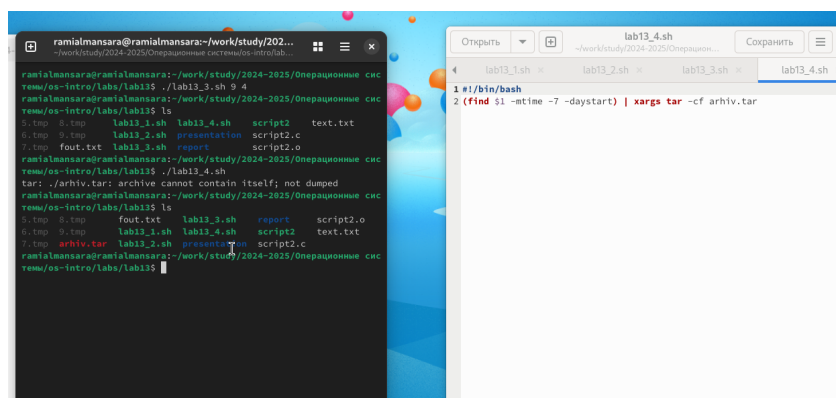 ramialmansara@ramialmansara:~/work/study/202...
~/work/study/2024-2025/Операционные системы/os-intro/lab...
ramialmansara@ramialmansara:~/work/study/2024-2025/Операционные сис
темы/os-intro/labs/lab13$ ./lab13_3.sh 9 4
ramialmansara@ramialmansara:~/work/study/2024-2025/Операционные сис
темы/os-intro/labs/lab13$ ls
5.tmp 8.tmp lab13_1.sh lab13_4.sh script2 text.txt
6.tmp 9.tmp lab13_2.sh presentation script2.c
7.tmp fout.txt lab13_3.sh report script2.o
ramialmansara@ramialmansara:~/work/study/2024-2025/Операционные сис
темы/os-intro/labs/lab13$ ./lab13_4.sh
tar: ./arhiv.tar: archive cannot contain itself; not dumped
ramialmansara@ramialmansara:~/work/study/2024-2025/Операционные сис
темы/os-intro/labs/lab13$ ls
5.tmp 8.tmp fout.txt lab13_3.sh report script2.o
6.tmp 9.tmp lab13_1.sh lab13_4.sh script2 text.txt
7.tmp arhiv.tar lab13_2.sh presentation script2.c
ramialmansara@ramialmansara:~/work/study/2024-2025/Операционные сис
темы/os-intro/labs/lab13$
Открыть
lab13_4.sh
~/work/study/2024-2025/Операцион...
Сохранить
lab13_1.sh × lab13_2.sh × lab13_3.sh × lab13_4.sh
1 #!/bin/bash
2 (find $1 -mtime -7 -daystart) | xargs tar -cf arhiv.tar